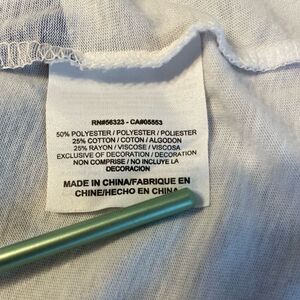 RN#56323 - CA#05553
50% POLYESTER / POLYESTER / POLIESTER
25% COTTON / COTON / ALGODON
25% RAYON / VISCOSE / VISCOSA
EXCLUSIVE OF DECORATION / DECORATION
NON COMPRISE / NO INCLUYE LA
DECORACION
MADE IN CHINA/FABRIQUE EN
CHINE/HECHO EN CHINA